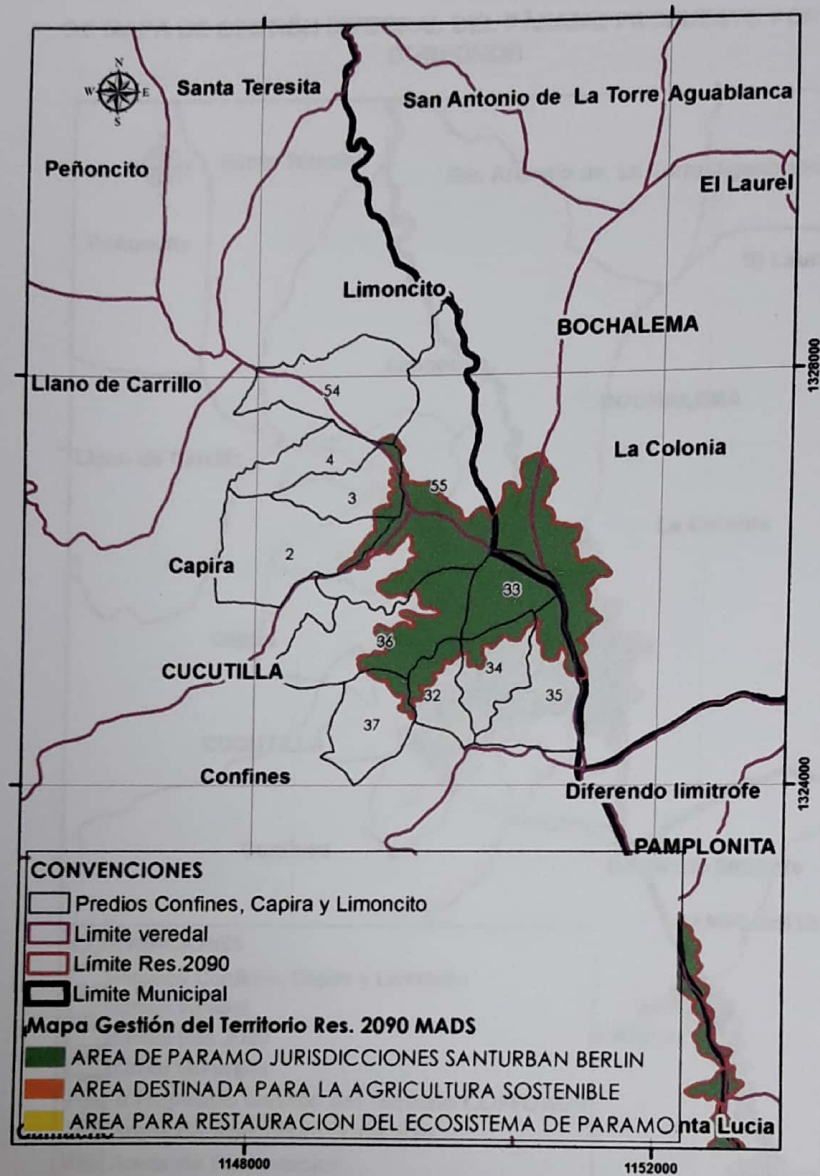 N
W E
S
Santa Teresita
San Antonio de La Torre Aguablanca
Peñoncito
El Laurel
Limoncito
BOCHALEMA
1328000
Llano de Carrillo
54
La Colonia
4
55
3
2
Capira
33
36
CUCUTILLA
34
32
35
37
Confines
1324000
Diferendo limitrofe
PAMPLONITA
CONVENCIONES
Predios Confines, Capira y Limoncito
Limite veredal
Límite Res.2090
Limite Municipal
Mapa Gestión del Territorio Res. 2090 MADS
AREA DE PARAMO JURISDICCIONES SANTURBAN BERLIN
AREA DESTINADA PARA LA AGRICULTURA SOSTENIBLE
AREA PARA RESTAURACION DEL ECOSISTEMA DE PARAMO
nta Lucia
1148000
1152000